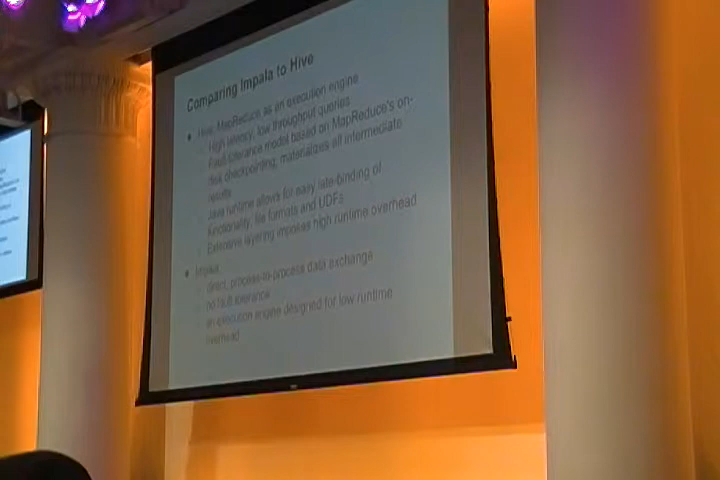 Comparing Impala to Hive
Hive: MapReduce as an execution engine
High latency, low throughput queries
Fault-tolerance model based on MapReduce's on-
disk checkpointing; materializes all intermediate
results
Java runtime allows for easy late-binding of
functionality: file formats and UDFs.
Extensive layering imposes high runtime overhead
Impala:
direct, process-to-process data exchange
no fault tolerance
an execution engine designed for low runtime
overhead